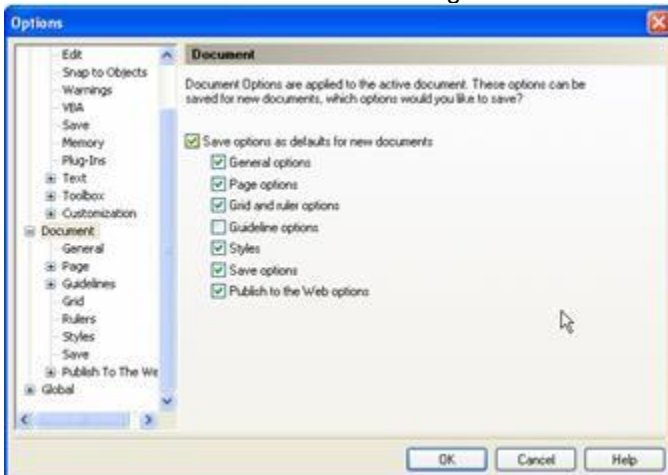 Options
Edit
Snap to Objects
Warnings
VBA
Save
Memory
Plug-Ins
Text
Toolbox
Customization
Document
General
Page
Guidelines
Grid
Rulers
Styles
Save
Publish To The We
Global
Document
Document Options are applied to the active document. These options can be
saved for new documents, which options would you like to save?
Save options as defaults for new documents
General options
Page options
Grid and ruler options
Guideline options
Styles
Save options
Publish to the Web options
OK
Cancel
Help